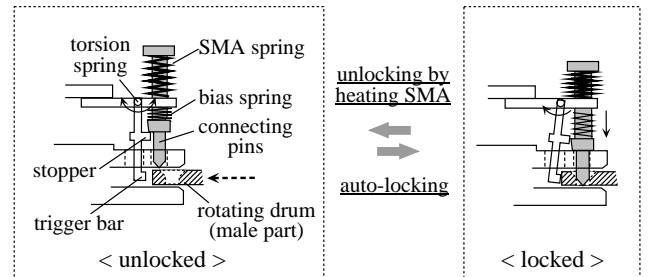 torsion
spring
SMA spring
bias spring
connecting
pins
stopper
trigger bar
rotating drum
(male part)
< unlocked >
unlocking by
heating SMA
auto-locking
< locked >